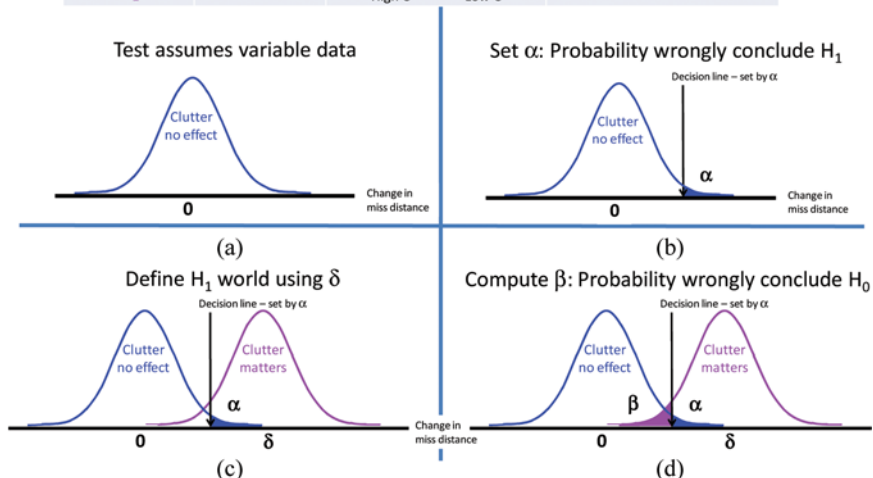 Test assumes variable data
Clutter
no effect
0
Change in
miss distance
(a)
Set α: Probability wrongly conclude H₁
Decision line – set by α
Clutter
no effect
α
0
Change in
miss distance
(b)
Define H₁ world using δ
Decision line – set by α
Clutter
no effect
Clutter
matters
α
0
δ
Change in
miss distance
(c)
Compute β: Probability wrongly conclude H₀
Decision line – set by α
Clutter
no effect
Clutter
matters
β
α
0
δ
(d)